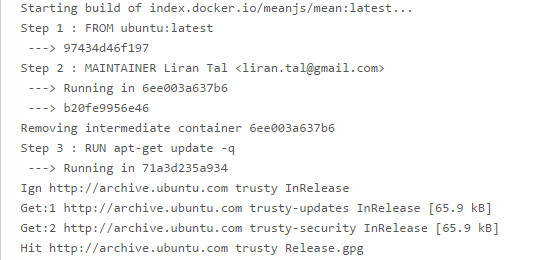 Starting build of index.docker.io/meanjs/mean:latest...
Step 1 : FROM ubuntu:latest
---> 97434d46f197
Step 2 : MAINTAINER Liran Tal <liran.tal@gmail.com>
---> Running in 6ee003a637b6
---> b20fe9956e46
Removing intermediate container 6ee003a637b6
Step 3 : RUN apt-get update -q
---> Running in 71a3d235a934
Ign http://archive.ubuntu.com trusty InRelease
Get:1 http://archive.ubuntu.com trusty-updates InRelease [65.9 kB]
Get:2 http://archive.ubuntu.com trusty-security InRelease [65.9 kB]
Hit http://archive.ubuntu.com trusty Release.gpg